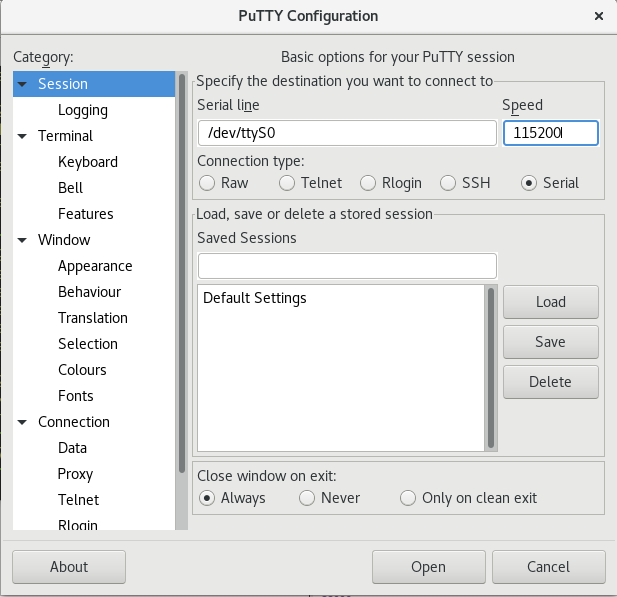 PuTTY Configuration
Category:
Session
Logging
Terminal
Keyboard
Bell
Features
Window
Appearance
Behaviour
Translation
Selection
Colours
Fonts
Connection
Data
Proxy
Telnet
Rlogin
Basic options for your PuTTY session
Specify the destination you want to connect to
Serial line Speed
/dev/ttyS0 115200
Connection type:
Raw Telnet Rlogin SSH Serial
Load, save or delete a stored session
Saved Sessions
Default Settings
Load
Save
Delete
Close window on exit:
Always Never Only on clean exit
About Open Cancel